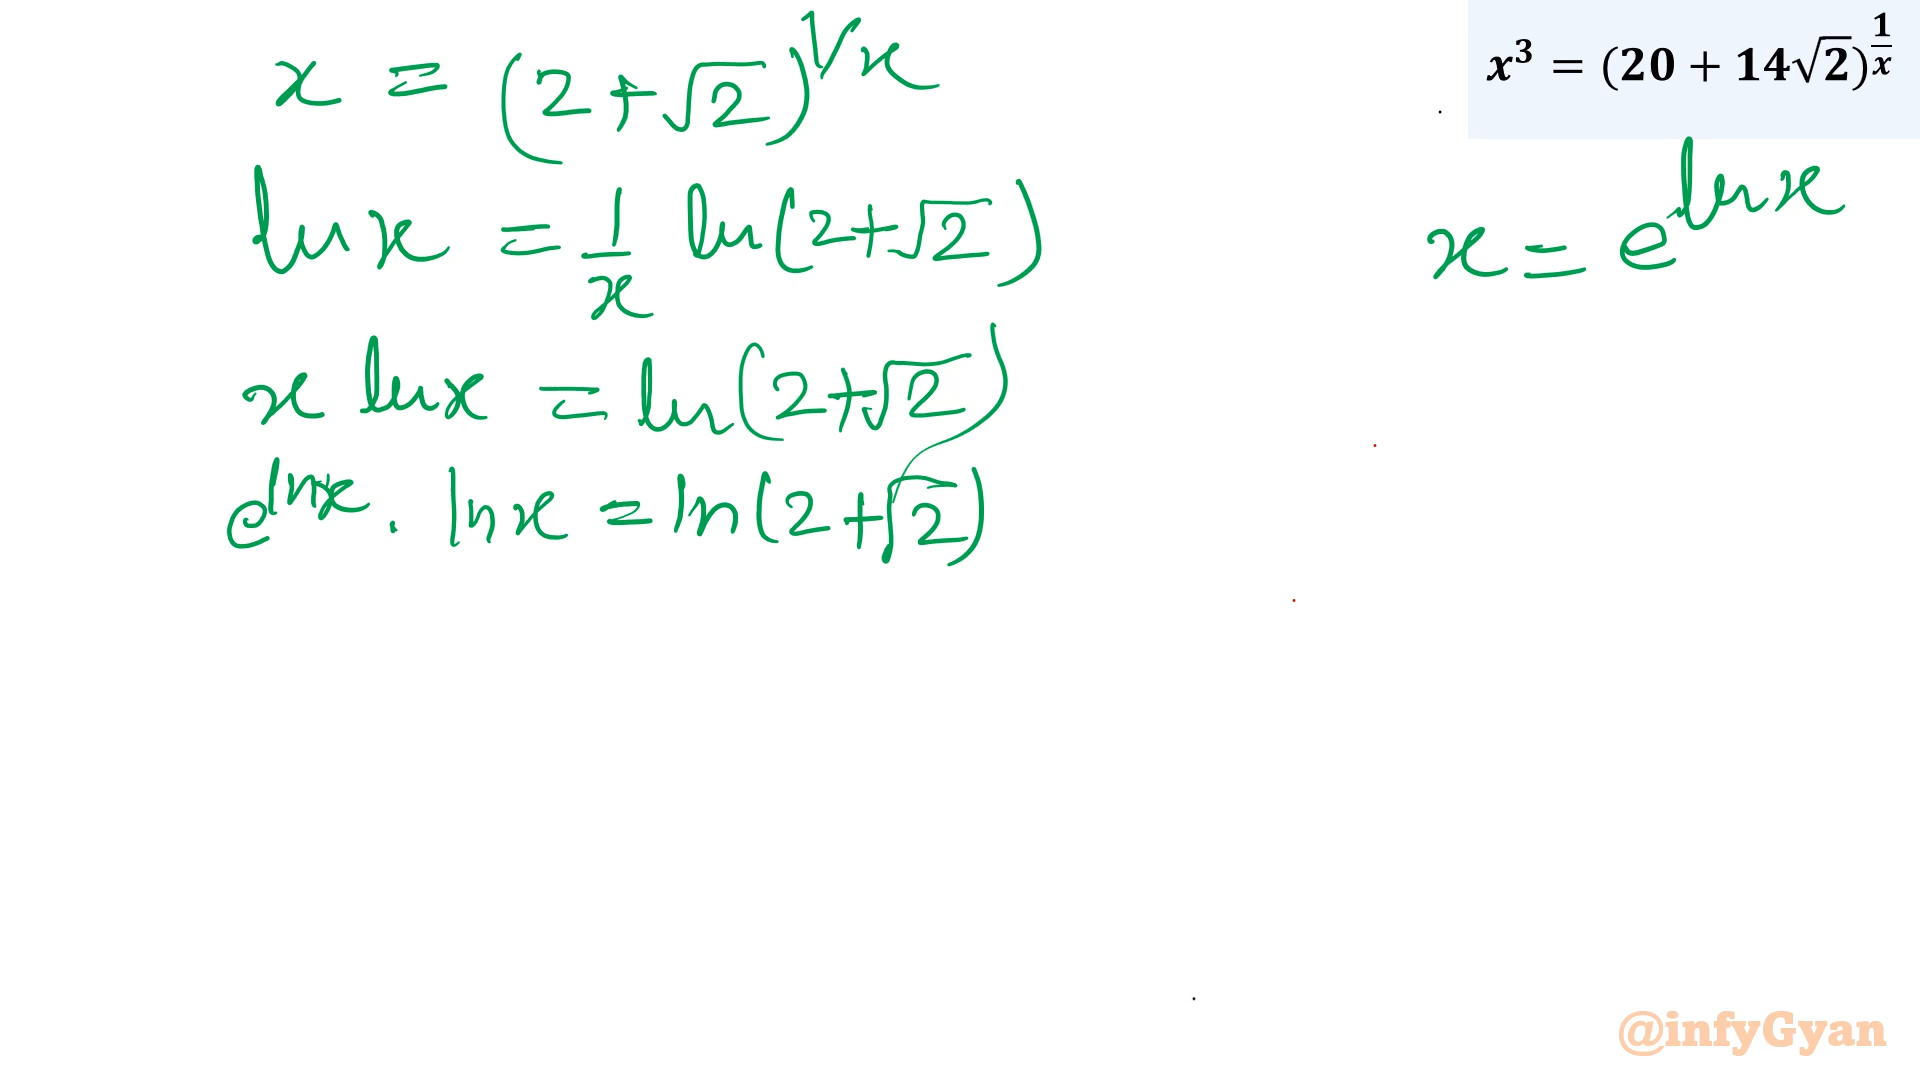 x³ = (20 + 14√2)^(1/x)
x = (2+√2)^(1/x)
ln x = 1/x ln(2+√2)
x = e^(ln x)
x ln x = ln(2+√2)
e^(ln x) . ln x = ln(2+√2)
@infyGyan